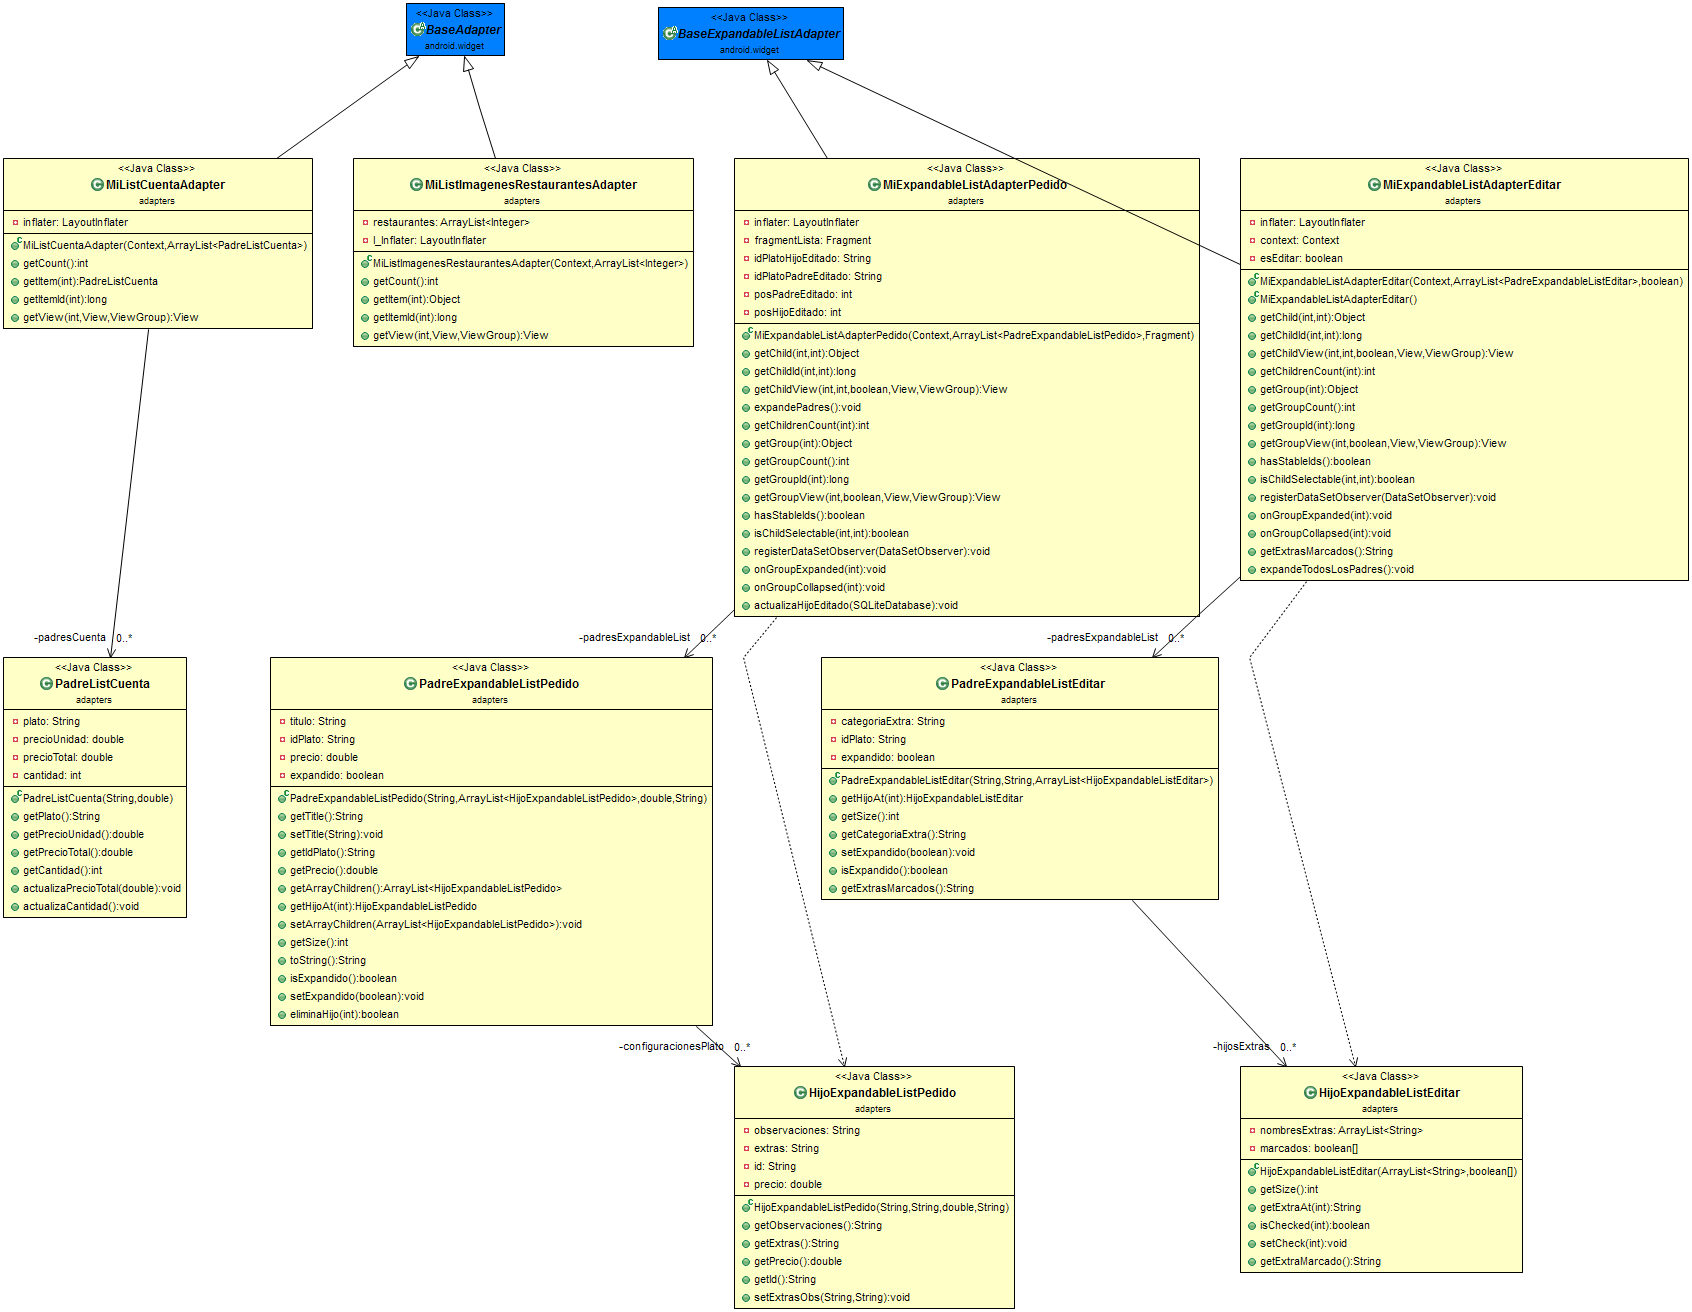 <<Java Class>>
BaseAdapter
android.widget
<<Java Class>>
BaseExpandableListAdapter
android.widget
<<Java Class>>
MiListCuentaAdapter
adapters
inflater: LayoutInflater
MiListCuentaAdapter(Context,ArrayList<PadreListCuenta>)
getCount():int
getItem(int):PadreListCuenta
getItemId(int):long
getView(int,View,ViewGroup):View
<<Java Class>>
MiListImagenesRestaurantesAdapter
adapters
restaurantes: ArrayList<Integer>
l_Inflater: LayoutInflater
MiListImagenesRestaurantesAdapter(Context,ArrayList<Integer>)
getCount():int
getItem(int):Object
getItemId(int):long
getView(int,View,ViewGroup):View
<<Java Class>>
MiExpandableListAdapterPedido
adapters
inflater: LayoutInflater
fragmentLista: Fragment
idPlatoHijoEditado: String
idPlatoPadreEditado: String
posPadreEditado: int
posHijoEditado: int
MiExpandableListAdapterPedido(Context,ArrayList<PadreExpandableListPedido>,Fragment)
getChild(int,int):Object
getChildId(int,int):long
getChildView(int,int,boolean,View,ViewGroup):View
expandePadres():void
getChildrenCount(int):int
getGroup(int):Object
getGroupCount():int
getGroupId(int):long
getGroupView(int,boolean,View,ViewGroup):View
hasStableIds():boolean
isChildSelectable(int,int):boolean
registerDataSetObserver(DataSetObserver):void
onGroupExpanded(int):void
onGroupCollapsed(int):void
actualizaHijoEditado(SQLiteDatabase):void
<<Java Class>>
MiExpandableListAdapterEditar
adapters
inflater: LayoutInflater
context: Context
esEditar: boolean
MiExpandableListAdapterEditar(Context,ArrayList<PadreExpandableListEditar>,boolean)
MiExpandableListAdapterEditar()
getChild(int,int):Object
getChildId(int,int):long
getChildView(int,int,boolean,View,ViewGroup):View
getChildrenCount(int):int
getGroup(int):Object
getGroupCount():int
getGroupId(int):long
getGroupView(int,boolean,View,ViewGroup):View
hasStableIds():boolean
isChildSelectable(int,int):boolean
registerDataSetObserver(DataSetObserver):void
onGroupExpanded(int):void
onGroupCollapsed(int):void
getExtrasMarcados():String
expandeTodosLosPadres():void
-padresCuenta 0..*
-padresExpandableList 0..*
-padresExpandableList 0..*
<<Java Class>>
PadreListCuenta
adapters
plato: String
precioUnidad: double
precioTotal: double
cantidad: int
PadreListCuenta(String,double)
getPlato():String
getPrecioUnidad():double
getPrecioTotal():double
getCantidad():int
actualizaPrecioTotal(double):void
actualizaCantidad():void
<<Java Class>>
PadreExpandableListPedido
adapters
titulo: String
idPlato: String
precio: double
expandido: boolean
PadreExpandableListPedido(String,ArrayList<HijoExpandableListPedido>,double,String)
getTitle():String
setTitle(String):void
getIdPlato():String
getPrecio():double
getArrayChildren():ArrayList<HijoExpandableListPedido>
getHijoAt(int):HijoExpandableListPedido
setArrayChildren(ArrayList<HijoExpandableListPedido>):void
getSize():int
toString():String
isExpandido():boolean
setExpandido(boolean):void
eliminaHijo(int):boolean
<<Java Class>>
PadreExpandableListEditar
adapters
categoriaExtra: String
idPlato: String
expandido: boolean
PadreExpandableListEditar(String,String,ArrayList<HijoExpandableListEditar>)
getHijoAt(int):HijoExpandableListEditar
getSize():int
getCategoriaExtra():String
setExpandido(boolean):void
isExpandido():boolean
getExtrasMarcados():String
-configuracionesPlato 0..*
-hijosExtras 0..*
<<Java Class>>
HijoExpandableListPedido
adapters
observaciones: String
extras: String
id: String
precio: double
HijoExpandableListPedido(String,String,double,String)
getObservaciones():String
getExtras():String
getPrecio():double
getId():String
setExtrasObs(String,String):void
<<Java Class>>
HijoExpandableListEditar
adapters
nombresExtras: ArrayList<String>
marcados: boolean[]
HijoExpandableListEditar(ArrayList<String>,boolean[])
getSize():int
getExtraAt(int):String
isChecked(int):boolean
setCheck(int):void
getExtraMarcado():String